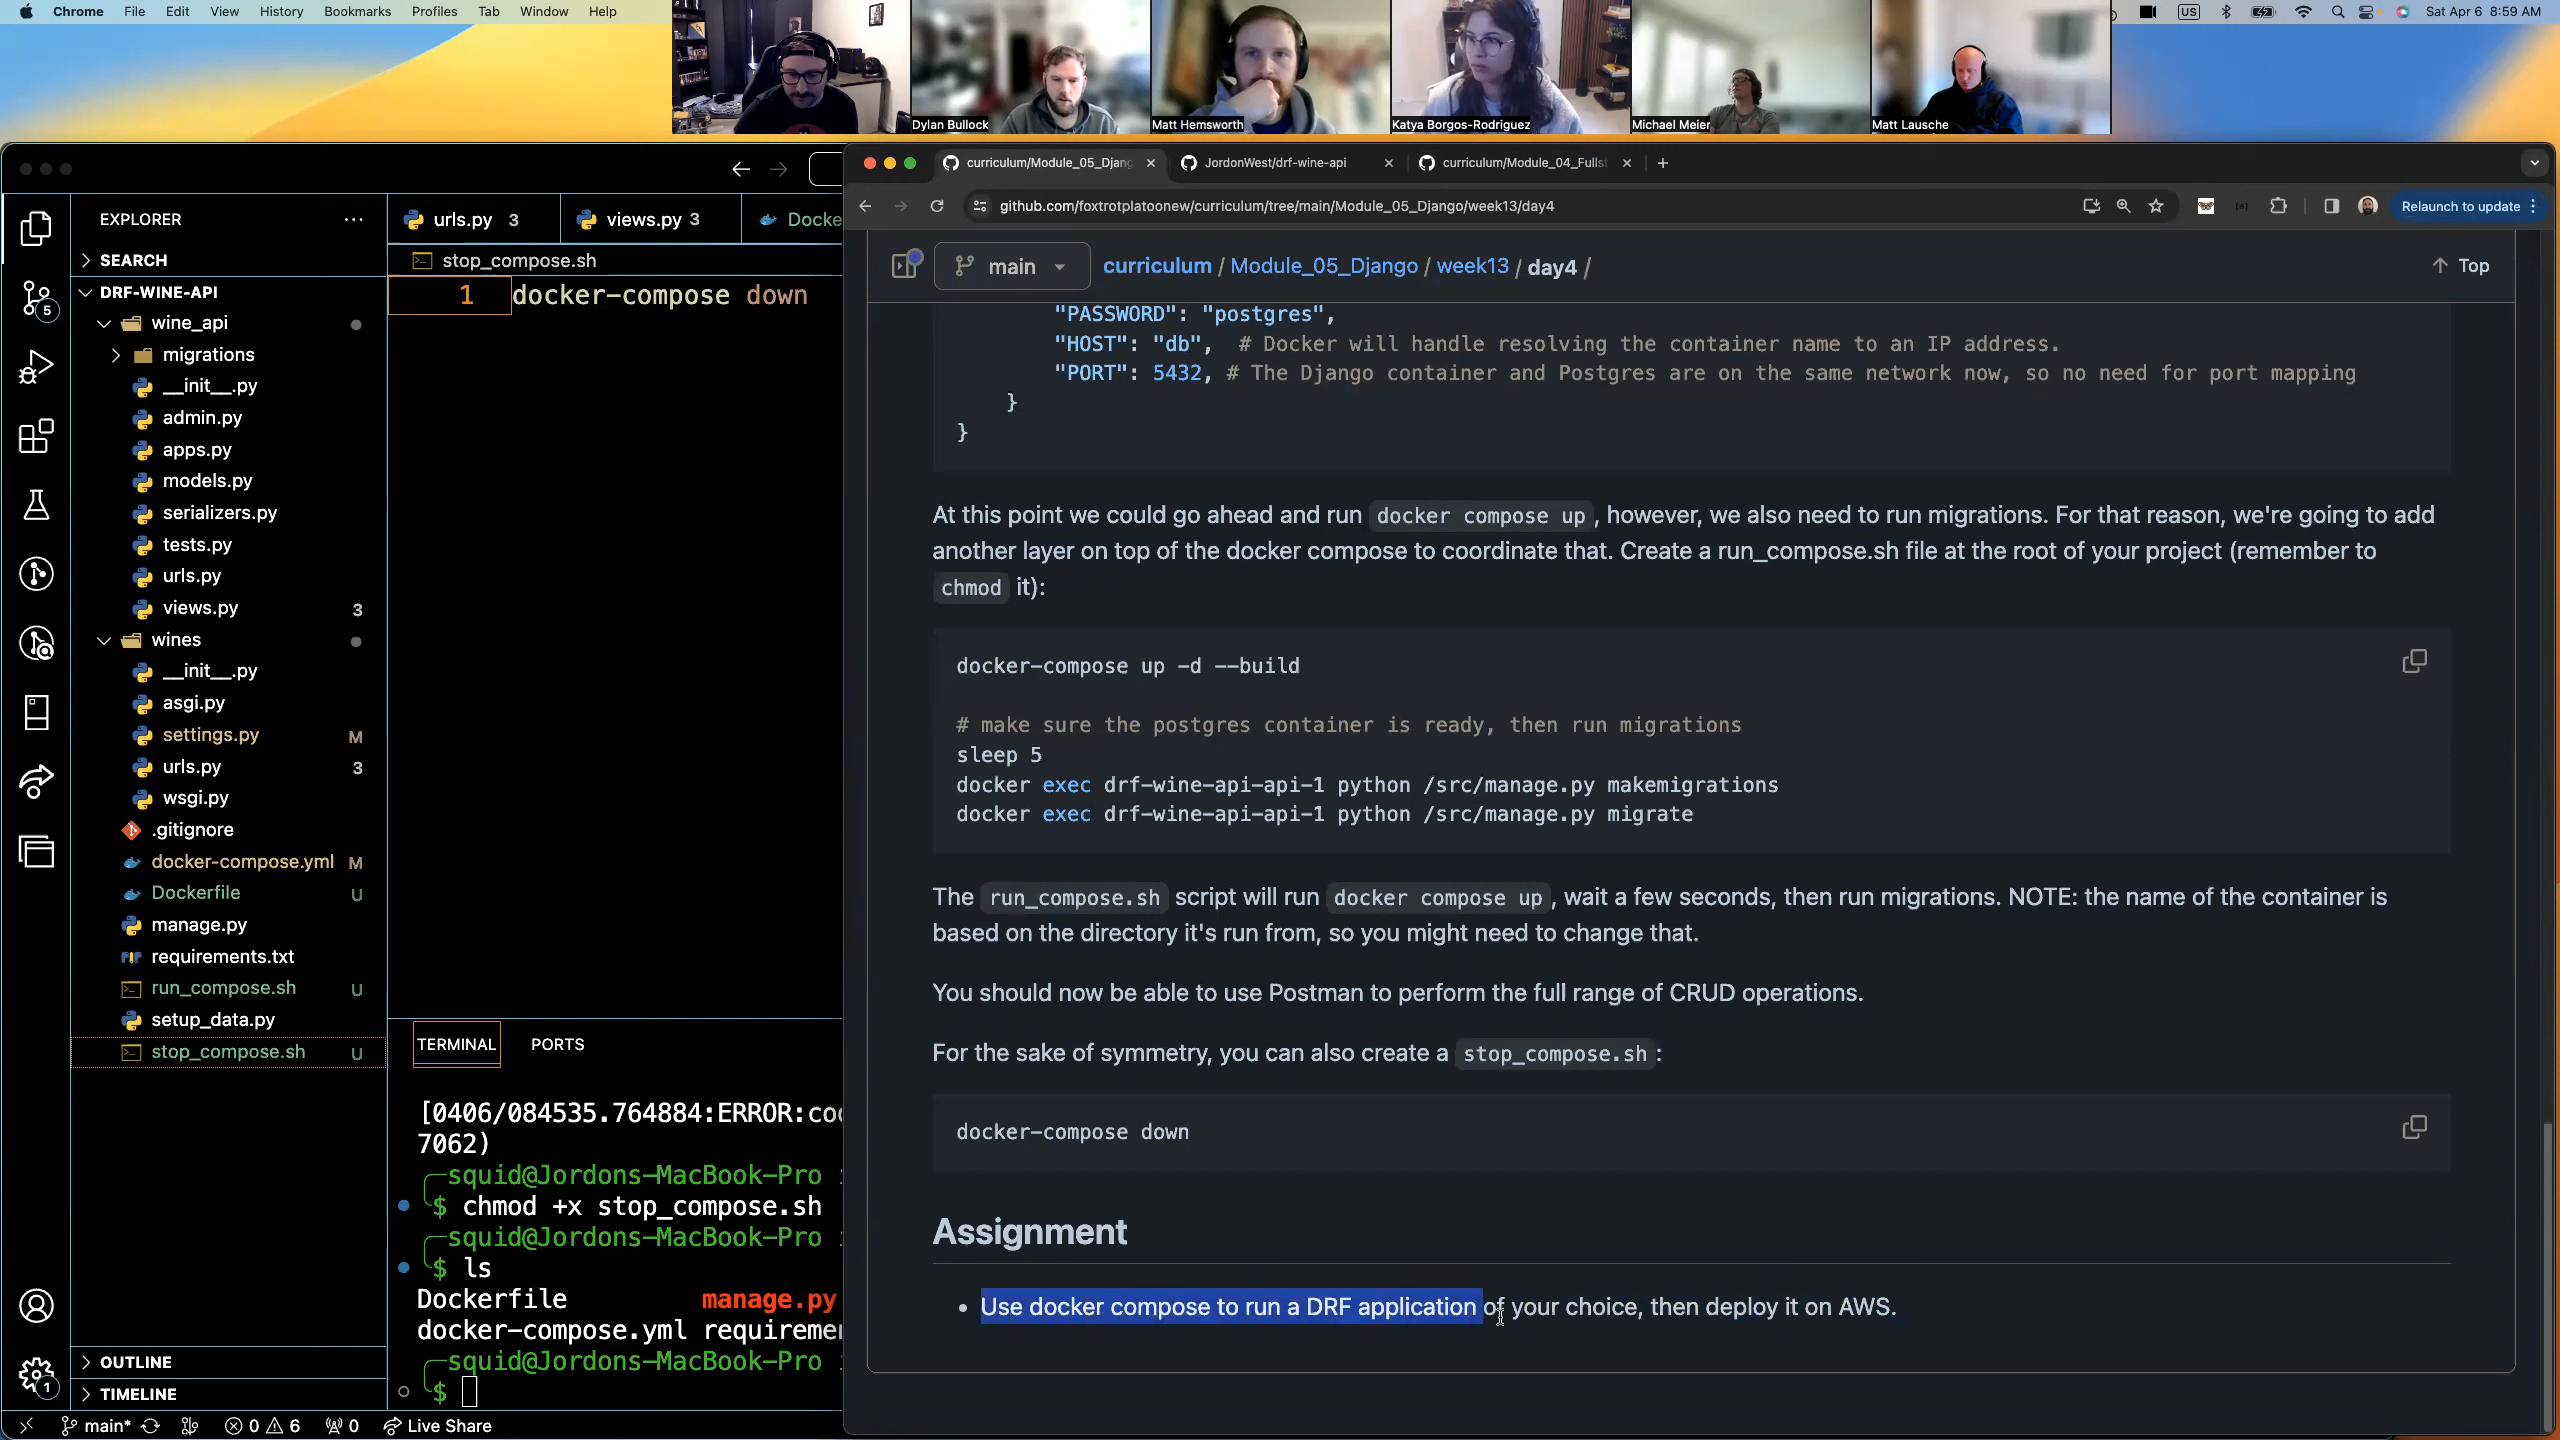 Chrome File Edit View History Bookmarks Profiles Tab Window Help
US Sat Apr 6 8:59 AM
Dylan Bullock
Matt Hemsworth
Katya Borgos-Rodriguez
Michael Meier
Matt Lausche
EXPLORER
SEARCH
DRF-WINE-API
wine_api
migrations
__init__.py
admin.py
apps.py
models.py
serializers.py
tests.py
urls.py
views.py 3
wines
__init__.py
asgi.py
settings.py M
urls.py 3
wsgi.py
.gitignore
docker-compose.yml M
Dockerfile U
manage.py
requirements.txt
run_compose.sh U
setup_data.py
stop_compose.sh U
OUTLINE
TIMELINE
5
1
main* 0 6 0 Live Share
urls.py 3 views.py 3 Docke
stop_compose.sh
1 docker-compose down
TERMINAL PORTS
[0406/084535.764884:ERROR:co
7062)
squid@Jordons-MacBook-Pro
$ chmod +x stop_compose.sh
squid@Jordons-MacBook-Pro
$ ls
Dockerfile manage.py
docker-compose.yml requireme
squid@Jordons-MacBook-Pro
$
curriculum/Module_05_Djang JordonWest/drf-wine-api curriculum/Module_04_Fulls
github.com/foxtrotplatoonew/curriculum/tree/main/Module_05_Django/week13/day4
Relaunch to update
main curriculum / Module_05_Django / week13 / day4 / Top
"PASSWORD": "postgres",
"HOST": "db", # Docker will handle resolving the container name to an IP address.
"PORT": 5432, # The Django container and Postgres are on the same network now, so no need for port mapping
}
}
At this point we could go ahead and run docker compose up , however, we also need to run migrations. For that reason, we're going to add
another layer on top of the docker compose to coordinate that. Create a run_compose.sh file at the root of your project (remember to
chmod it):
docker-compose up -d --build
# make sure the postgres container is ready, then run migrations
sleep 5
docker exec drf-wine-api-api-1 python /src/manage.py makemigrations
docker exec drf-wine-api-api-1 python /src/manage.py migrate
The run_compose.sh script will run docker compose up , wait a few seconds, then run migrations. NOTE: the name of the container is
based on the directory it's run from, so you might need to change that.
You should now be able to use Postman to perform the full range of CRUD operations.
For the sake of symmetry, you can also create a stop_compose.sh :
docker-compose down
Assignment
• Use docker compose to run a DRF application of your choice, then deploy it on AWS.